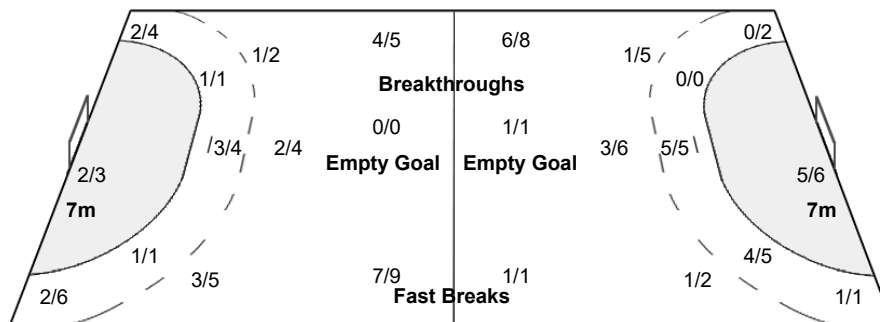 2/4 4/5 6/8 0/2
1/2 1/5
1/1 Breakthroughs 0/0
0/0 1/1
3/4 2/4 3/6 5/5
Empty Goal Empty Goal
2/3 5/6
7m 7m
1/1 4/5
3/5 7/9 1/1 1/2
2/6 Fast Breaks 1/1